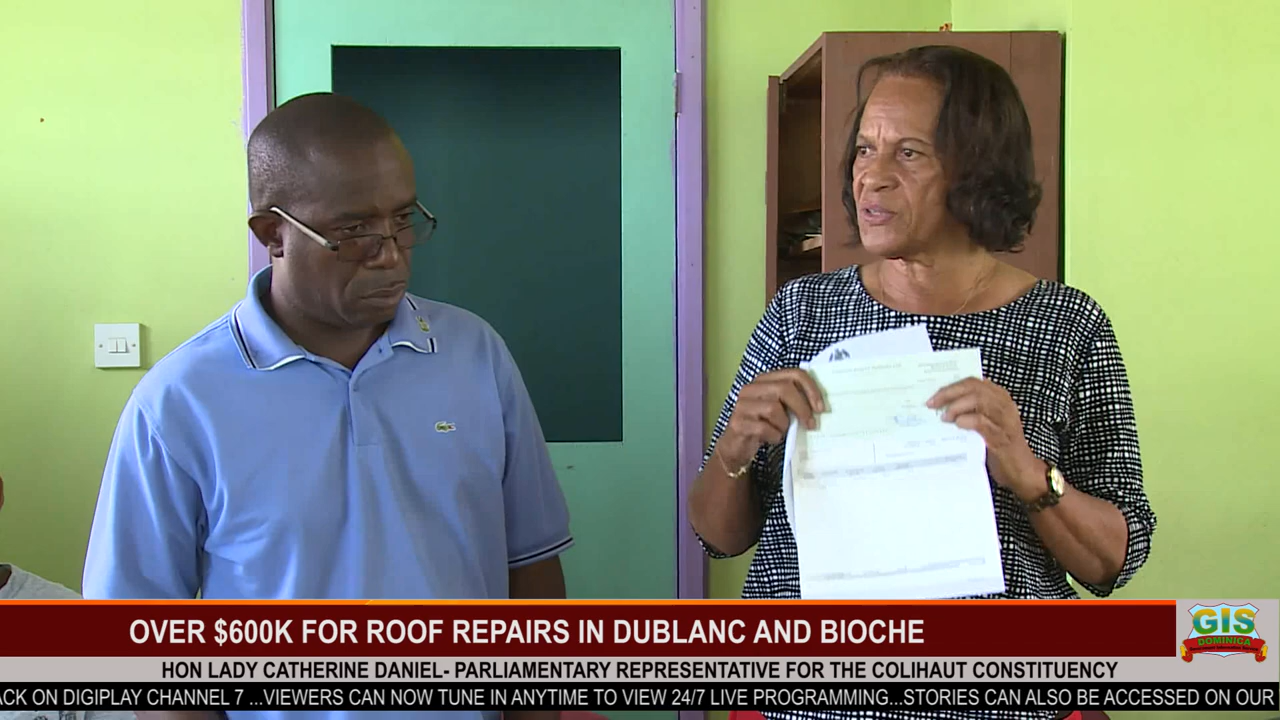 OVER $600K FOR ROOF REPAIRS IN DUBLANC AND BIOCHE
GIS
DOMINICA
HON LADY CATHERINE DANIEL- PARLIAMENTARY REPRESENTATIVE FOR THE COLIHAUT CONSTITUENCY
ACK ON DIGIPLAY CHANNEL 7 ...VIEWERS CAN NOW TUNE IN ANYTIME TO VIEW 24/7 LIVE PROGRAMMING...STORIES CAN ALSO BE ACCESSED ON OUR